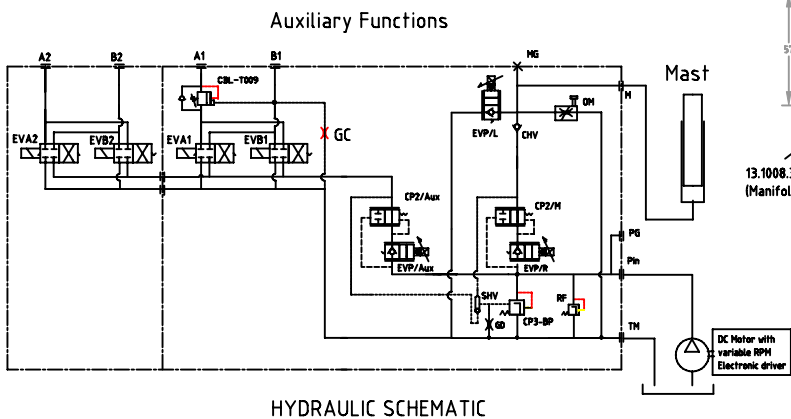 Auxiliary Functions
A2
B2
A1
B1
MG
CBL-T009
M
Mast
OM
EVA2
EVB2
EVA1
EVB1
GC
EVP/L
CHV
13.1008.
(Manifol
CP2/Aux
CP2/M
PG
EVP/Aux
EVP/R
Pin
SHV
RF
GD
CP3-BP
TM
DC Motor with
variable RPM
Electronic driver
HYDRAULIC SCHEMATIC